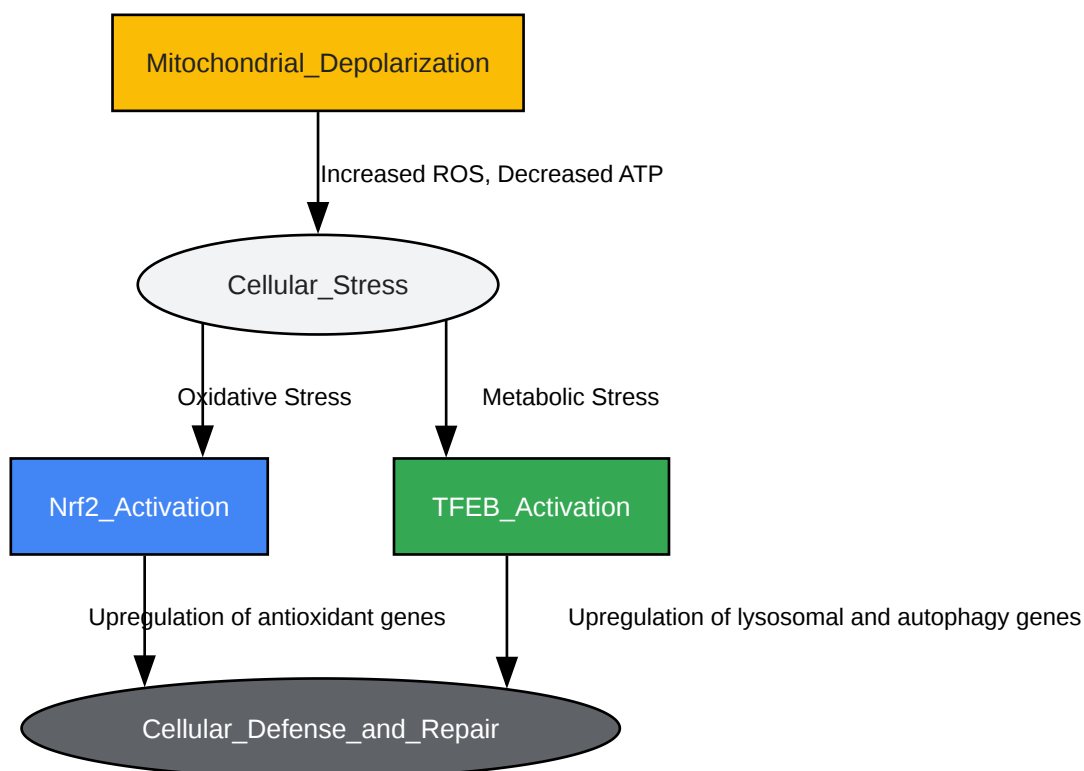 Mitochondrial_Depolarization
Increased ROS, Decreased ATP
Cellular_Stress
Oxidative Stress
Metabolic Stress
Nrf2_Activation
TFEB_Activation
Upregulation of antioxidant genes
Upregulation of lysosomal and autophagy genes
Cellular_Defense_and_Repair